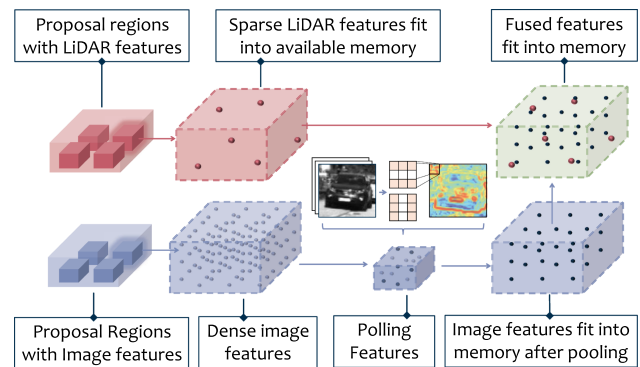 Proposal regions
with LiDAR features
Sparse LiDAR features fit
into available memory
Fused features
fit into memory
Proposal Regions
with Image features
Dense image
features
Polling
Features
Image features fit into
memory after pooling